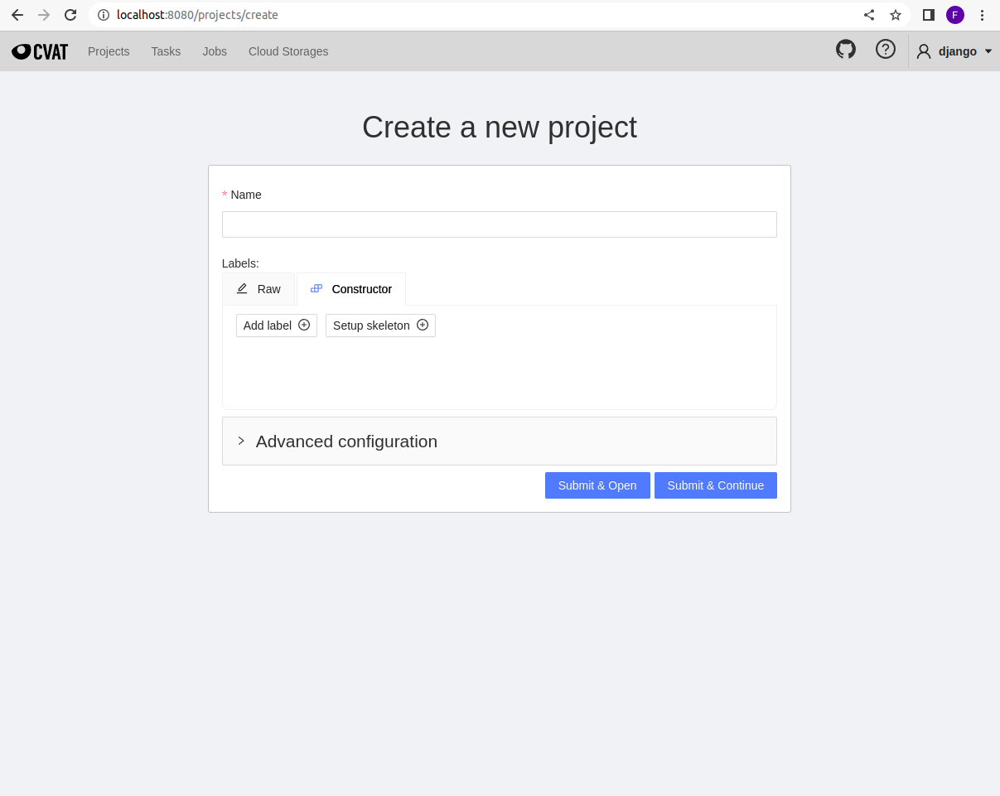 localhost:8080/projects/create
F
CVAT Projects Tasks Jobs Cloud Storages django
Create a new project
* Name
Labels:
Raw Constructor
Add label Setup skeleton
Advanced configuration
Submit & Open Submit & Continue